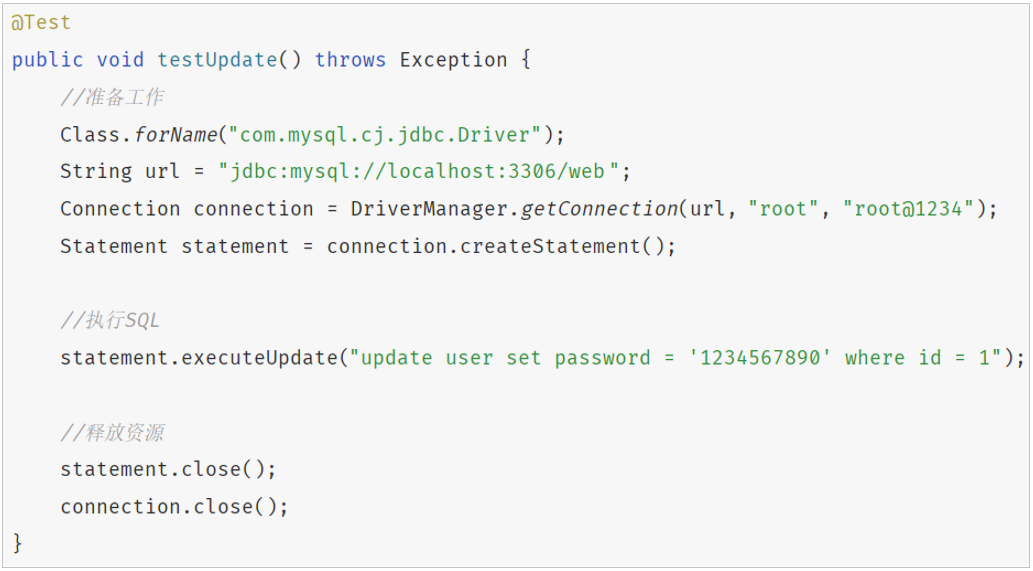 @Test
public void testUpdate() throws Exception {
    //准备工作
    Class.forName("com.mysql.cj.jdbc.Driver");
    String url = "jdbc:mysql://localhost:3306/web";
    Connection connection = DriverManager.getConnection(url, "root", "root@1234");
    Statement statement = connection.createStatement();

    //执行SQL
    statement.executeUpdate("update user set password = '1234567890' where id = 1");

    //释放资源
    statement.close();
    connection.close();
}